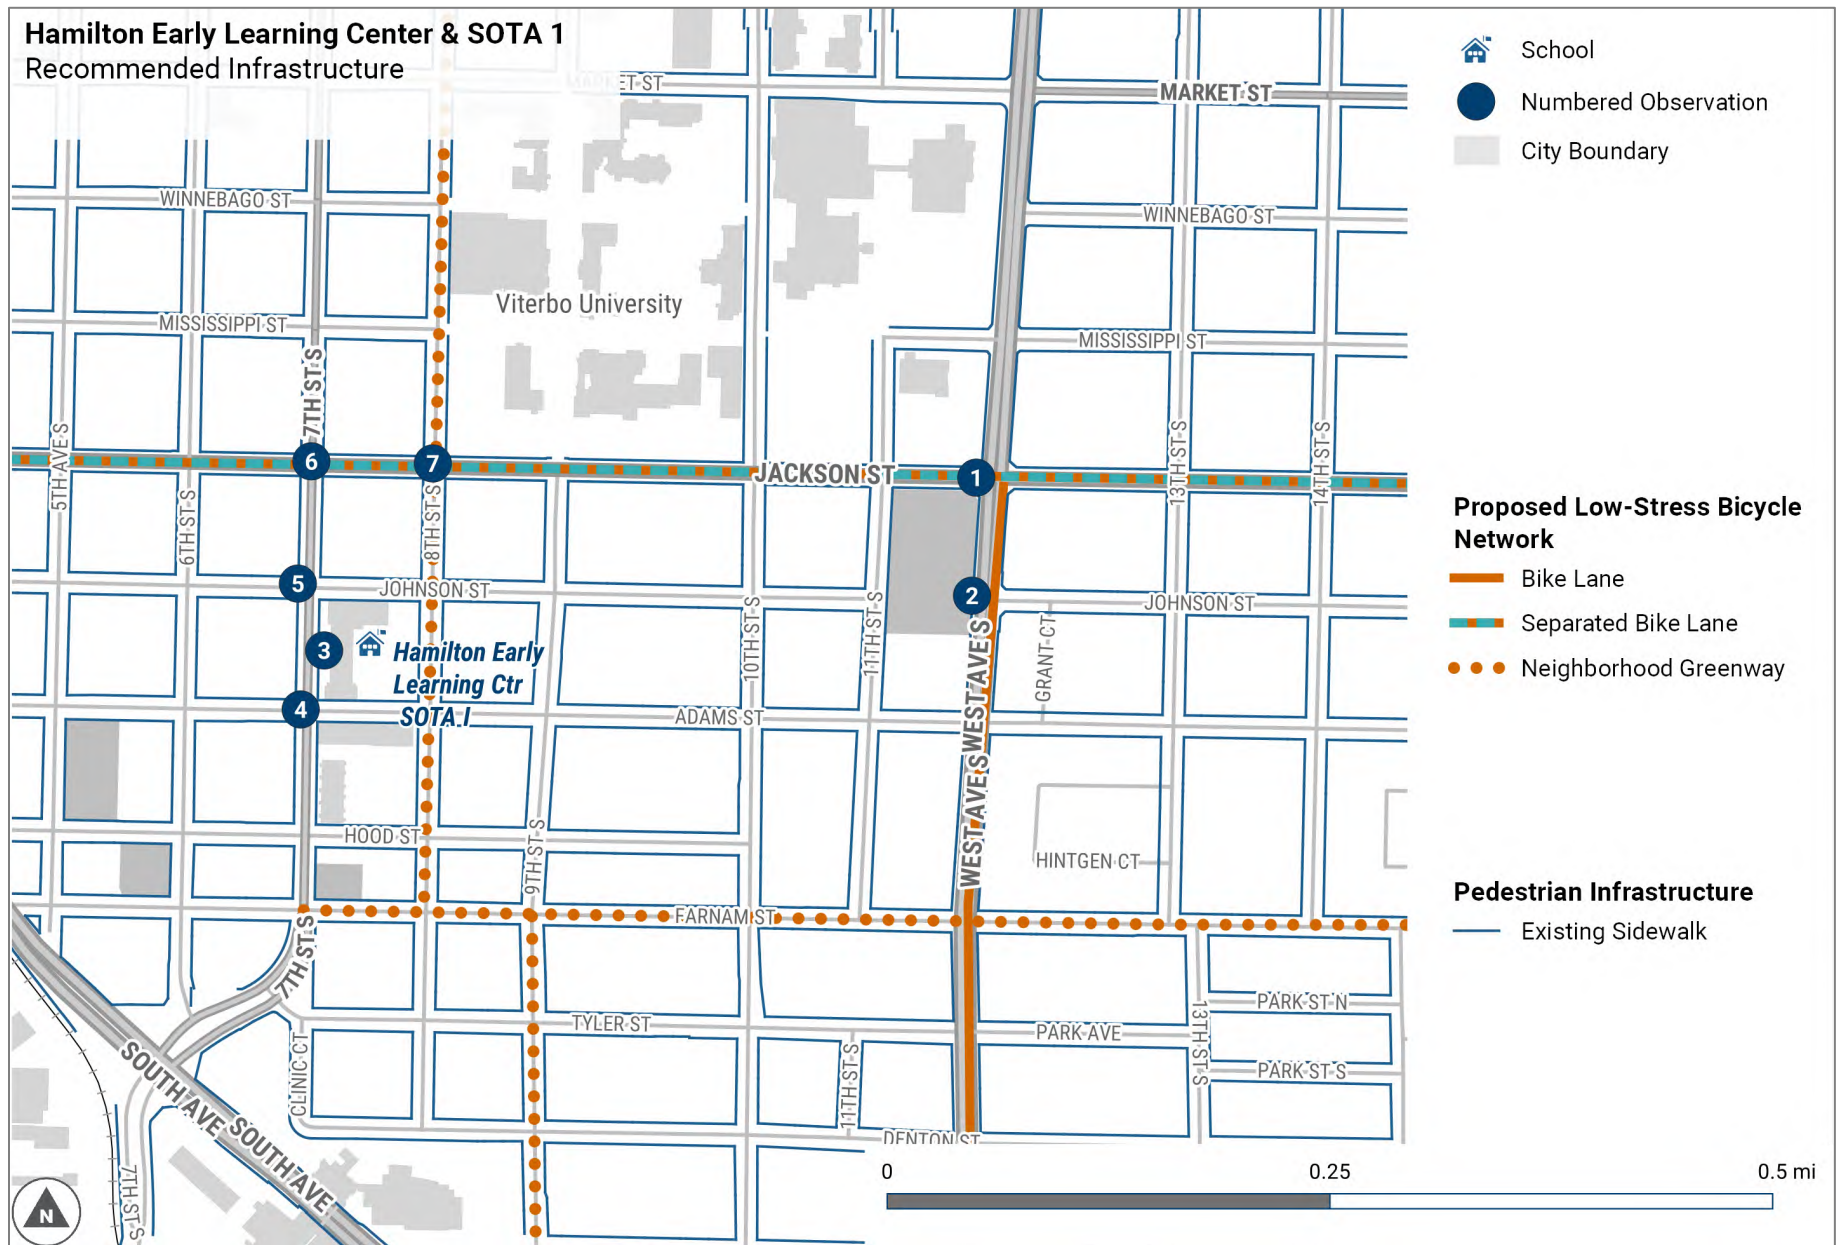 Hamilton Early Learning Center & SOTA 1
Recommended Infrastructure
MARKET ST
MARKET ST
WINNEBAGO ST
WINNEBAGO ST
Viterbo University
MISSISSIPPI ST
MISSISSIPPI ST
7TH ST S
5TH AVE S
6TH ST S
8TH ST S
13TH ST S
14TH ST S
6
7
JACKSON ST
1
5
JOHNSON ST
2
JOHNSON ST
3
Hamilton Early
Learning Ctr
SOTA I
10TH ST S
11TH ST S
WEST AVE S
GRANT CT
4
ADAMS ST
WEST AVE S
HOOD ST
9TH ST S
HINTGEN CT
FARNAM ST
7TH ST S
TYLER ST
PARK AVE
13TH ST S
PARK ST N
PARK ST S
CLINIC CT
11TH ST S
SOUTH AVE
SOUTH AVE
DENTON ST
7TH ST S
N
0
0.25
0.5 mi
School
Numbered Observation
City Boundary
Proposed Low-Stress Bicycle
Network
Bike Lane
Separated Bike Lane
Neighborhood Greenway
Pedestrian Infrastructure
Existing Sidewalk